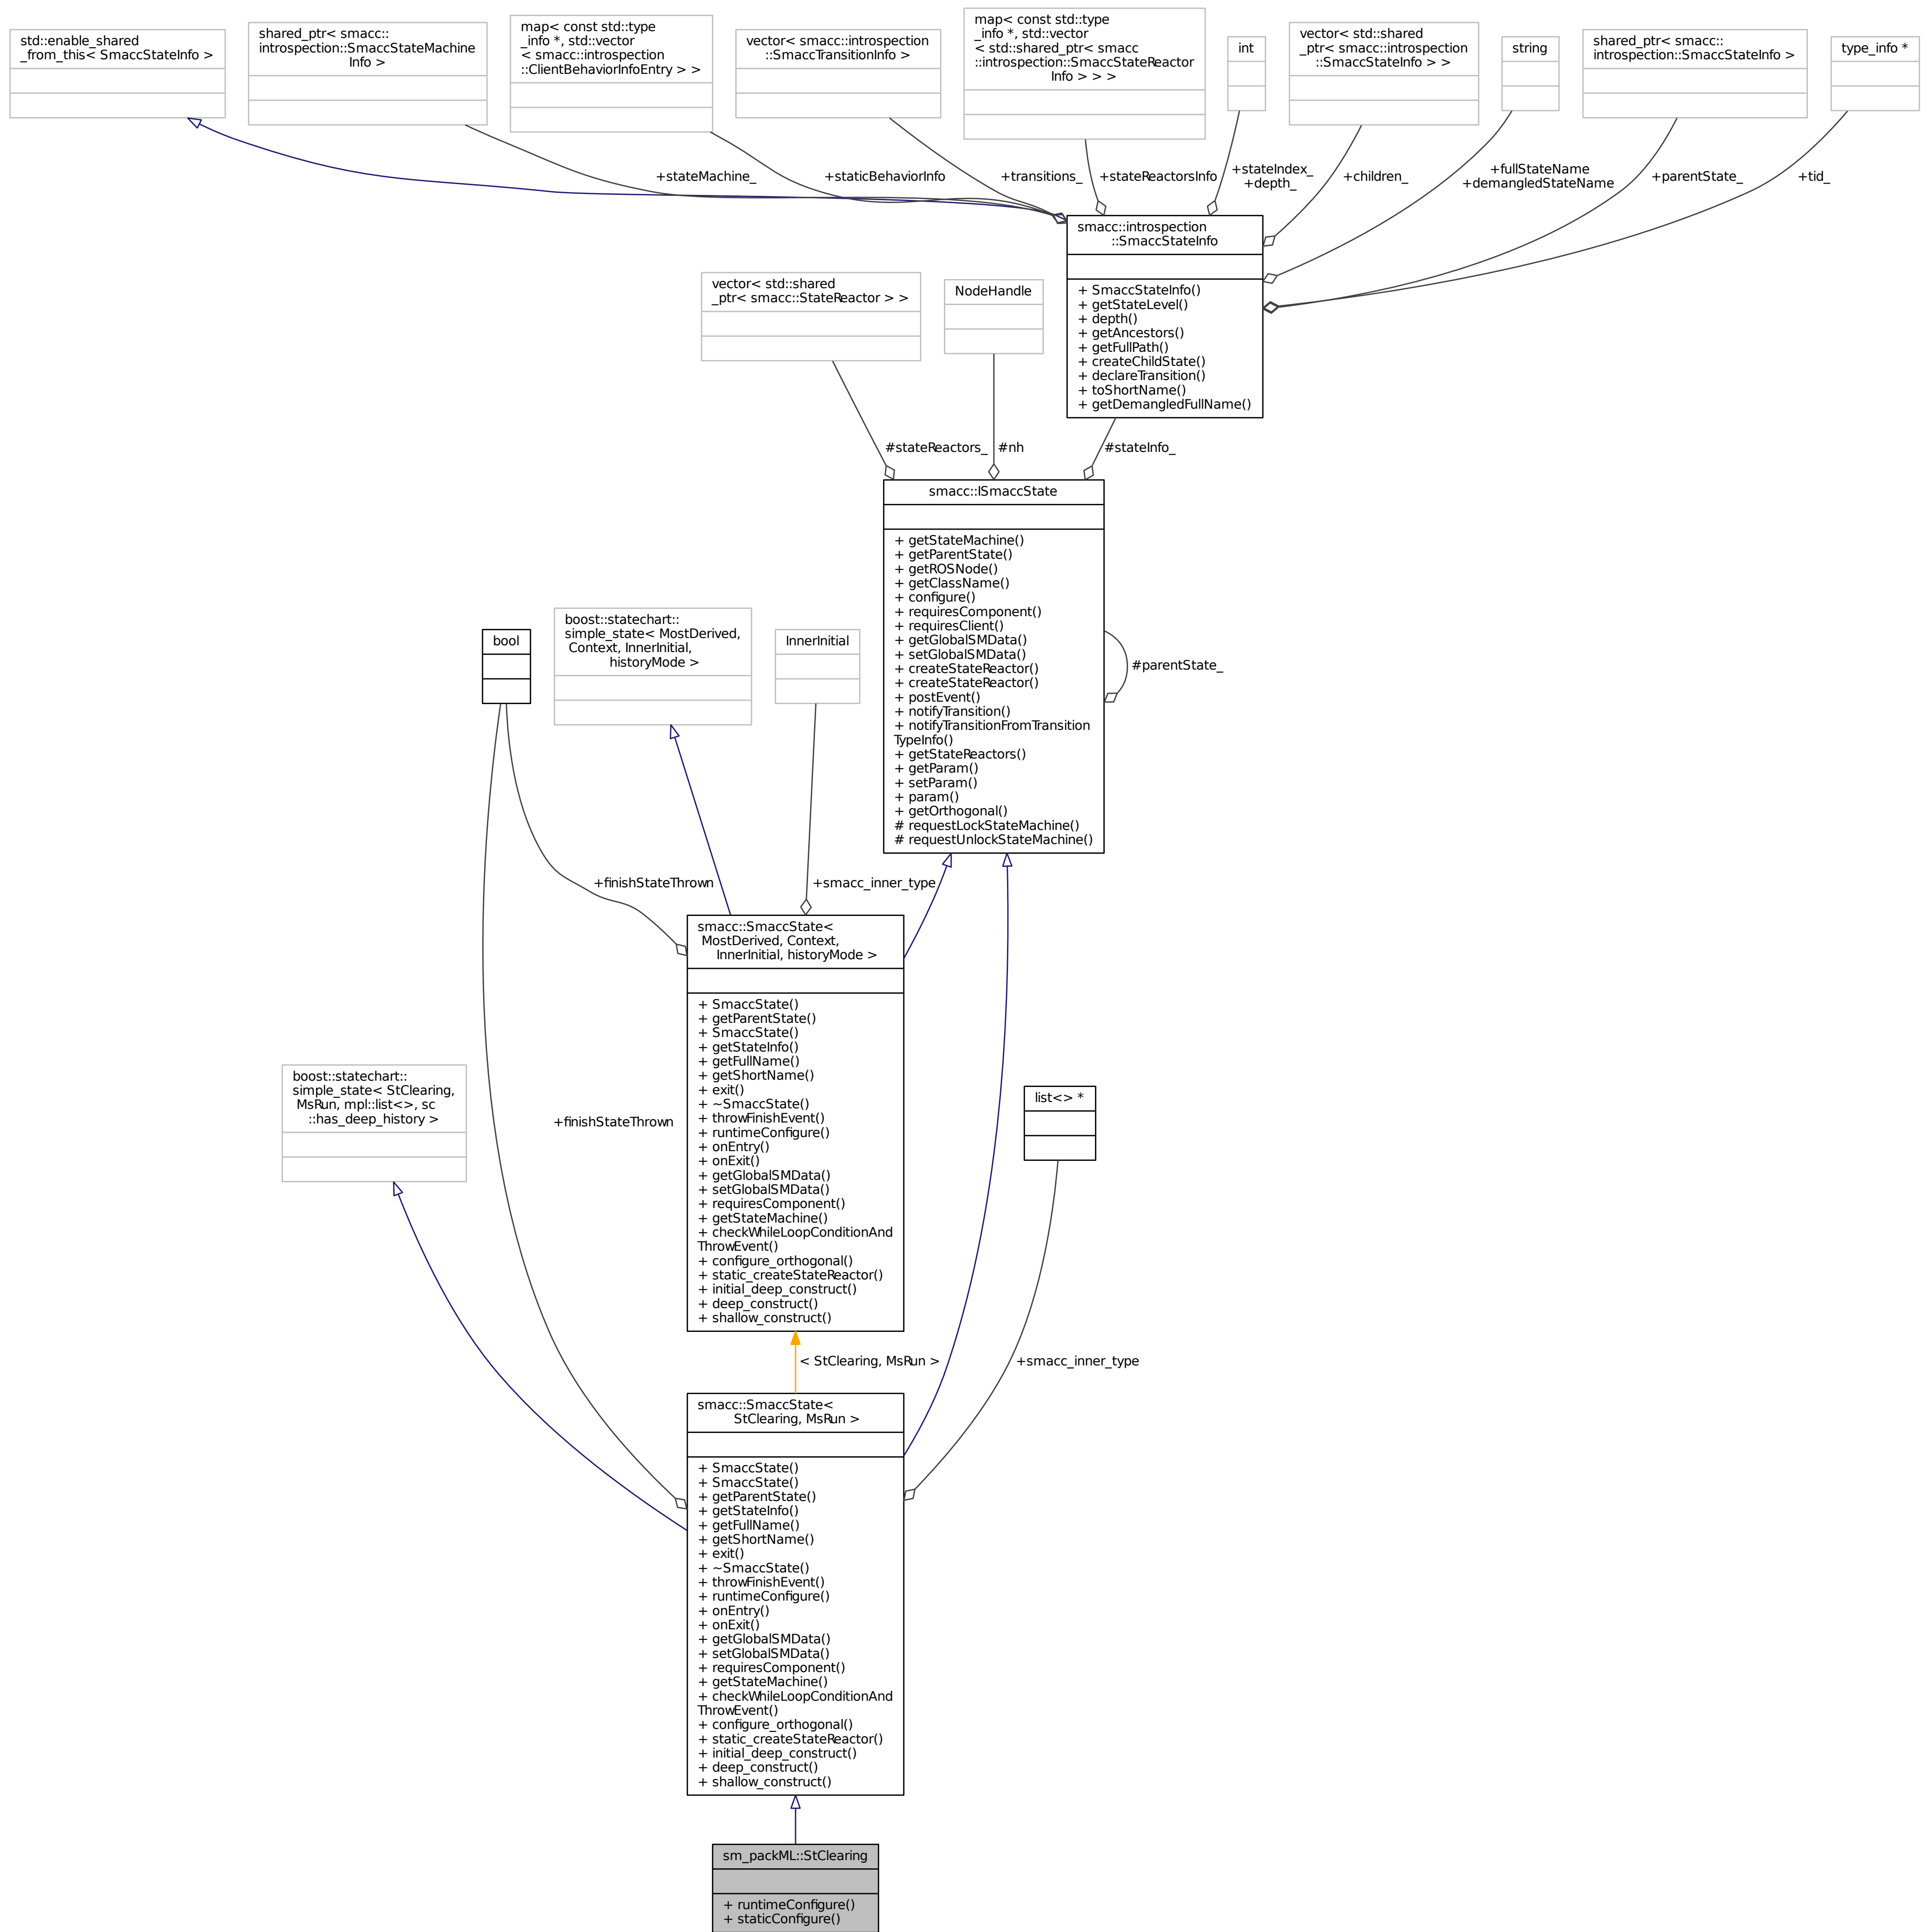 std::enable_shared
_from_this< SmaccStateInfo >
shared_ptr< smacc::
introspection::SmaccStateMachine
Info >
map< const std::type
_info *, std::vector
< smacc::introspection
::ClientBehaviorInfoEntry > >
vector< smacc::introspection
::SmaccTransitionInfo >
map< const std::type
_info *, std::vector
< std::shared_ptr< smacc
::introspection::SmaccStateReactor
Info > > >
int
vector< std::shared
_ptr< smacc::introspection
::SmaccStateInfo > >
string
shared_ptr< smacc::
introspection::SmaccStateInfo >
type_info *
+stateMachine_
+staticBehaviorInfo
+transitions_
+stateReactorsInfo
+stateIndex_
+depth_
+children_
+fullStateName
+demangledStateName
+parentState_
+tid_
smacc::introspection
::SmaccStateInfo
+ SmaccStateInfo()
+ getStateLevel()
+ depth()
+ getAncestors()
+ getFullPath()
+ createChildState()
+ declareTransition()
+ toShortName()
+ getDemangledFullName()
vector< std::shared
_ptr< smacc::StateReactor > >
NodeHandle
#stateReactors_
#nh
#stateInfo_
smacc::ISmaccState
+ getStateMachine()
+ getParentState()
+ getROSNode()
+ getClassName()
+ configure()
+ requiresComponent()
+ requiresClient()
+ getGlobalSMData()
+ setGlobalSMData()
+ createStateReactor()
+ createStateReactor()
+ postEvent()
+ notifyTransition()
+ notifyTransitionFromTransition
TypeInfo()
+ getStateReactors()
+ getParam()
+ setParam()
+ param()
+ getOrthogonal()
# requestLockStateMachine()
# requestUnlockStateMachine()
#parentState_
bool
boost::statechart::
simple_state< MostDerived,
Context, InnerInitial,
historyMode >
InnerInitial
+finishStateThrown
+smacc_inner_type
smacc::SmaccState<
MostDerived, Context,
InnerInitial, historyMode >
+ SmaccState()
+ getParentState()
+ SmaccState()
+ getStateInfo()
+ getFullName()
+ getShortName()
+ exit()
+ ~SmaccState()
+ throwFinishEvent()
+ runtimeConfigure()
+ onEntry()
+ onExit()
+ getGlobalSMData()
+ setGlobalSMData()
+ requiresComponent()
+ getStateMachine()
+ checkWhileLoopConditionAnd
ThrowEvent()
+ configure_orthogonal()
+ static_createStateReactor()
+ initial_deep_construct()
+ deep_construct()
+ shallow_construct()
boost::statechart::
simple_state< StClearing,
MsRun, mpl::list<>, sc
::has_deep_history >
+finishStateThrown
list<> *
< StClearing, MsRun >
+smacc_inner_type
smacc::SmaccState<
StClearing, MsRun >
+ SmaccState()
+ SmaccState()
+ getParentState()
+ getStateInfo()
+ getFullName()
+ getShortName()
+ exit()
+ ~SmaccState()
+ throwFinishEvent()
+ runtimeConfigure()
+ onEntry()
+ onExit()
+ getGlobalSMData()
+ setGlobalSMData()
+ requiresComponent()
+ getStateMachine()
+ checkWhileLoopConditionAnd
ThrowEvent()
+ configure_orthogonal()
+ static_createStateReactor()
+ initial_deep_construct()
+ deep_construct()
+ shallow_construct()
sm_packML::StClearing
+ runtimeConfigure()
+ staticConfigure()